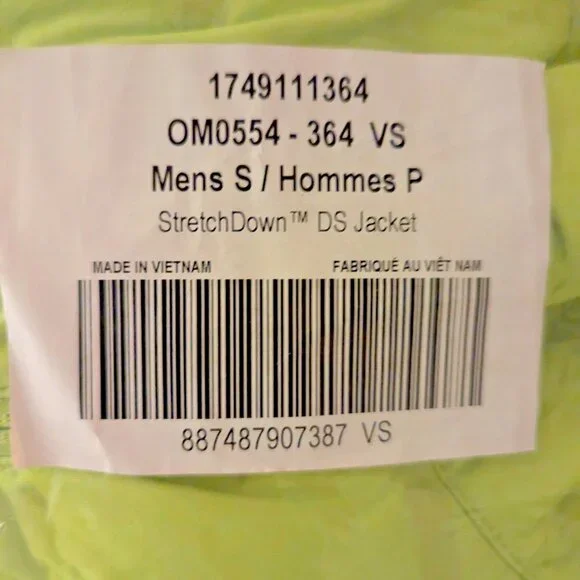 1749111364
OM0554 - 364 VS
Mens S / Hommes P
StretchDown™ DS Jacket
MADE IN VIETNAM FABRIQUÉ AU VIÊT NAM
887487907387 VS